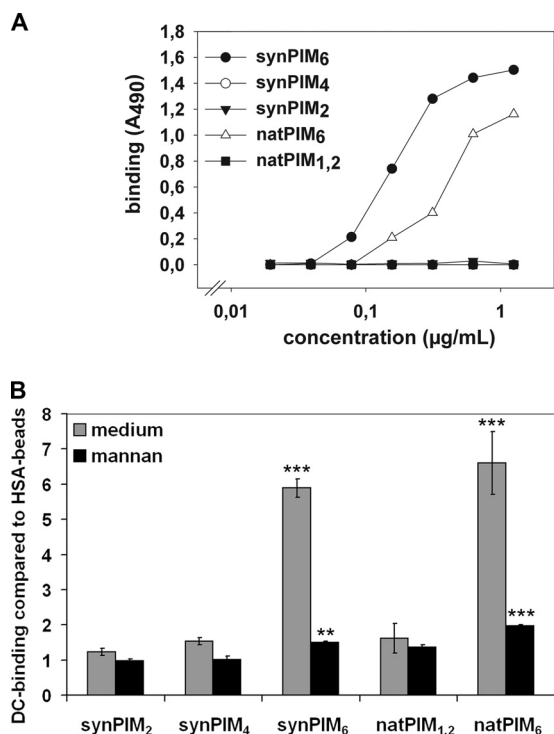 A
1,8
1,6
1,4
1,2
1,0
0,8
0,6
0,4
0,2
0,0
binding (A490)
synPIM6
synPIM4
synPIM2
natPIM6
natPIM1,2
0,01 0,1 1
concentration (µg/mL)
B
8
7
6
5
4
3
2
1
0
DC-binding compared to HSA-beads
medium
mannan
***
**
***
***
synPIM2 synPIM4 synPIM6 natPIM1,2 natPIM6